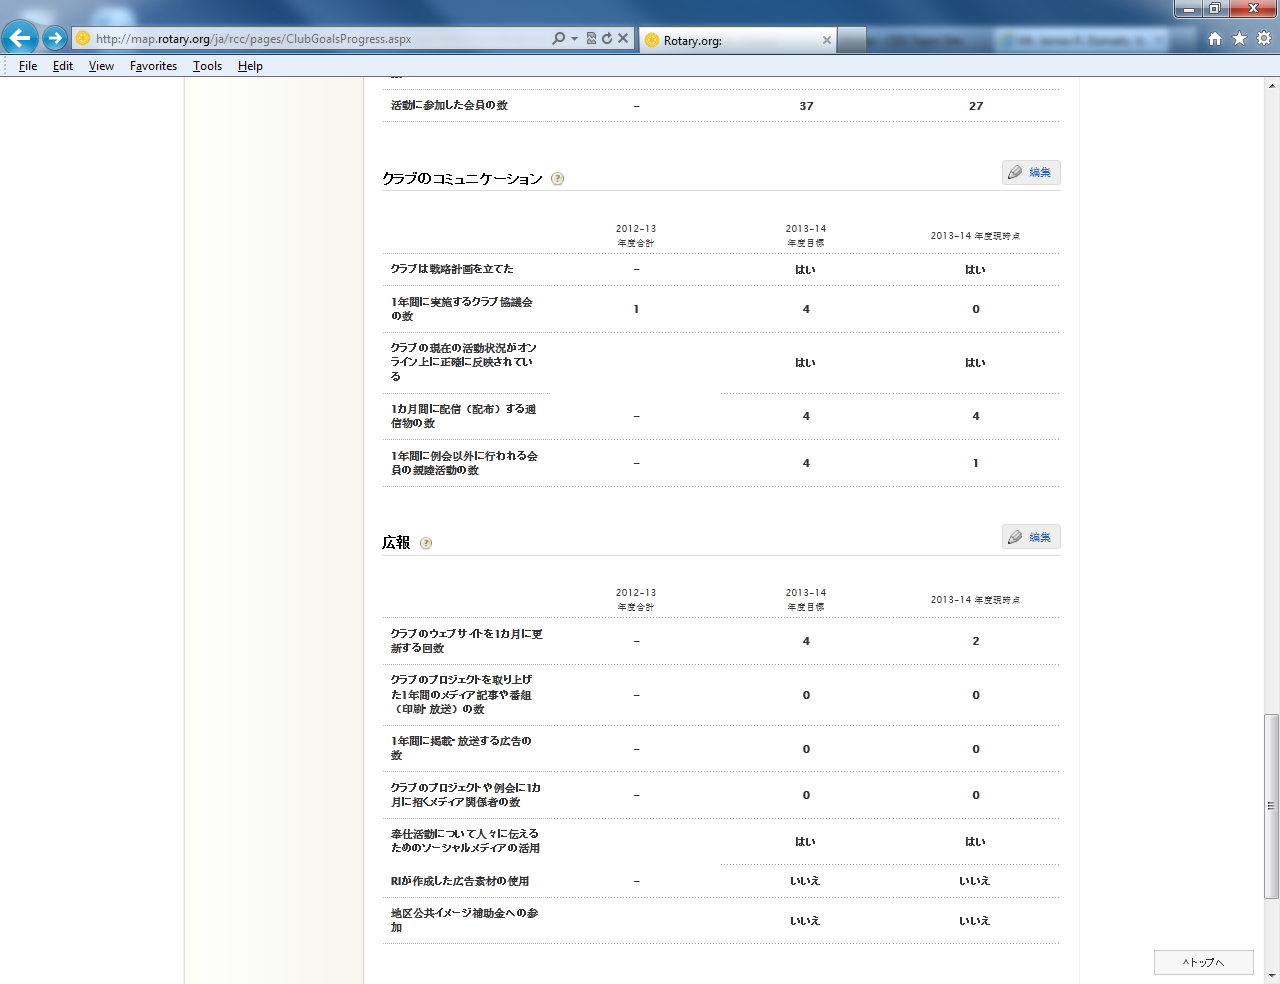 http://map.rotary.org/ja/rcc/pages/ClubGoalsProgress.aspx
Rotary.org:
File Edit View Favorites Tools Help
活動に参加した会員の数 – 37 27
クラブのコミュニケーション ?
編集
2012-13 年度合計
2013-14 年度目標
2013-14 年度現時点
クラブは戦略計画を立てた – はい はい
1年間に実施するクラブ協議会
の数
1 4 0
クラブの現在の活動状況がオン
ライン上に正確に反映されてい
る
はい はい
1カ月間に配信（配布）する通
信物の数
– 4 4
1年間に例会以外に行われる会
員の親睦活動の数
– 4 1
広報 ?
編集
2012-13 年度合計
2013-14 年度目標
2013-14 年度現時点
クラブのウェブサイトを1カ月に更
新する回数
– 4 2
クラブのプロジェクトを取り上げ
た1年間のメディア記事や番組
（印刷・放送）の数
– 0 0
1年間に掲載・放送する広告の
数
– 0 0
クラブのプロジェクトや例会に1カ
月に招くメディア関係者の数
– 0 0
奉仕活動について人々に伝える
ためのソーシャルメディアの活用
はい はい
RIが作成した広告素材の使用 – いいえ いいえ
地区公共イメージ補助金への参
加
いいえ いいえ
^トップへ